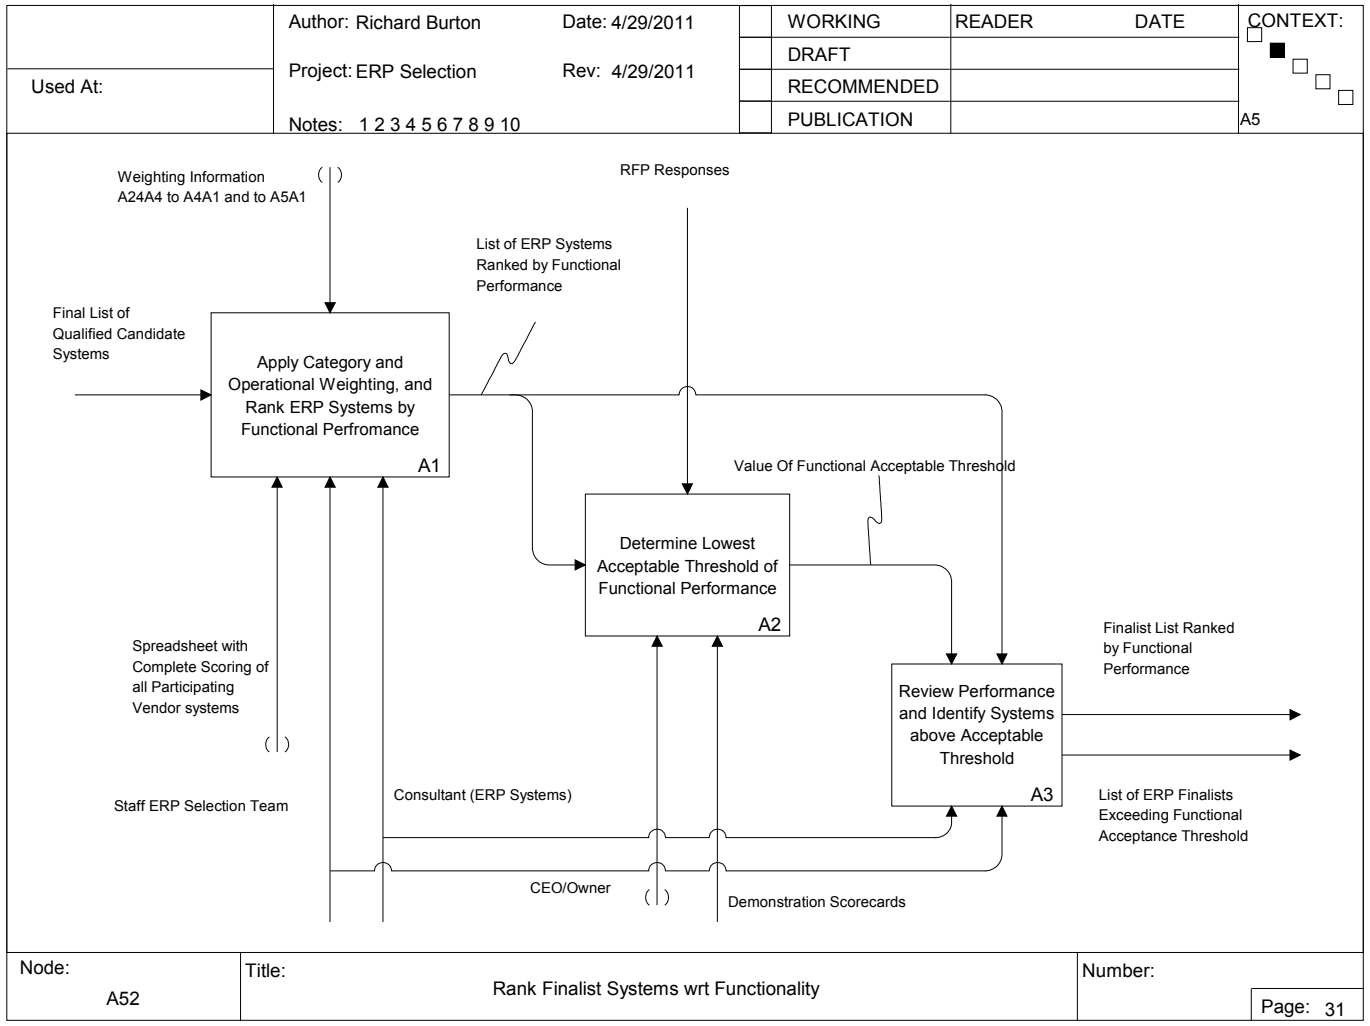 Used At:
Author: Richard Burton
Date: 4/29/2011
Project: ERP Selection
Rev: 4/29/2011
Notes: 1 2 3 4 5 6 7 8 9 10
WORKING
DRAFT
RECOMMENDED
PUBLICATION
READER DATE
CONTEXT:
A5
Weighting Information
A24A4 to A4A1 and to A5A1
RFP Responses
List of ERP Systems
Ranked by Functional
Performance
Final List of
Qualified Candidate
Systems
Apply Category and
Operational Weighting, and
Rank ERP Systems by
Functional Perfromance
A1
Value Of Functional Acceptable Threshold
Determine Lowest
Acceptable Threshold of
Functional Performance
A2
Spreadsheet with
Complete Scoring of
all Participating
Vendor systems
Finalist List Ranked
by Functional
Performance
Review Performance
and Identify Systems
above Acceptable
Threshold
A3
Staff ERP Selection Team
Consultant (ERP Systems)
List of ERP Finalists
Exceeding Functional
Acceptance Threshold
CEO/Owner
Demonstration Scorecards
Node:
A52
Title:
Rank Finalist Systems wrt Functionality
Number:
Page: 31